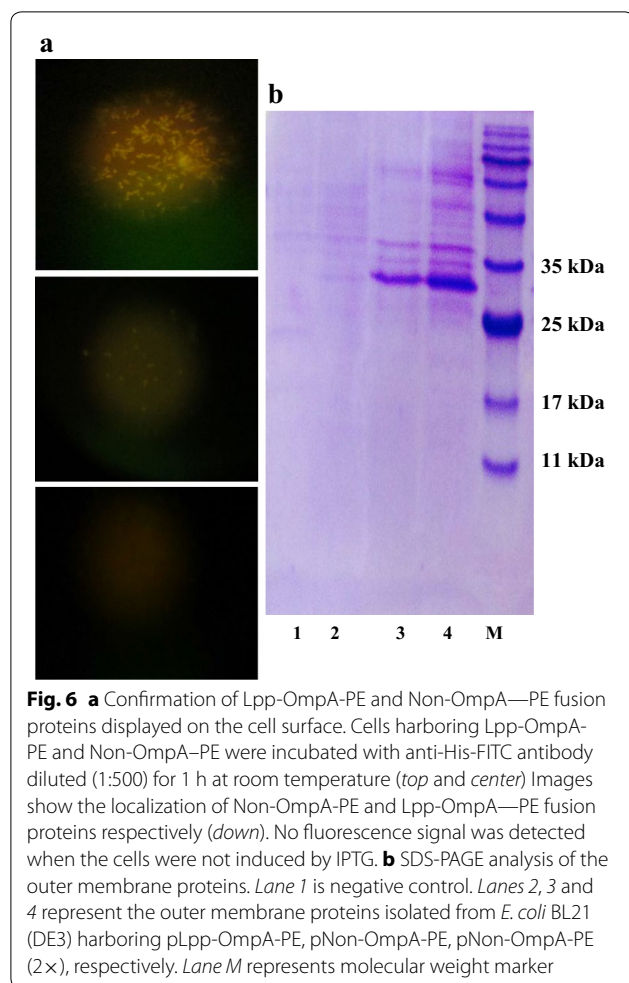 a
b
35 kDa
25 kDa
17 kDa
11 kDa
1 2 3 4 M
Fig. 6 a Confirmation of Lpp-OmpA-PE and Non-OmpA—PE fusion
proteins displayed on the cell surface. Cells harboring Lpp-OmpA-
PE and Non-OmpA–PE were incubated with anti-His-FITC antibody
diluted (1:500) for 1 h at room temperature (top and center) Images
show the localization of Non-OmpA-PE and Lpp-OmpA—PE fusion
proteins respectively (down). No fluorescence signal was detected
when the cells were not induced by IPTG. b SDS-PAGE analysis of the
outer membrane proteins. Lane 1 is negative control. Lanes 2, 3 and
4 represent the outer membrane proteins isolated from E. coli BL21
(DE3) harboring pLpp-OmpA-PE, pNon-OmpA-PE, pNon-OmpA-PE
(2×), respectively. Lane M represents molecular weight marker